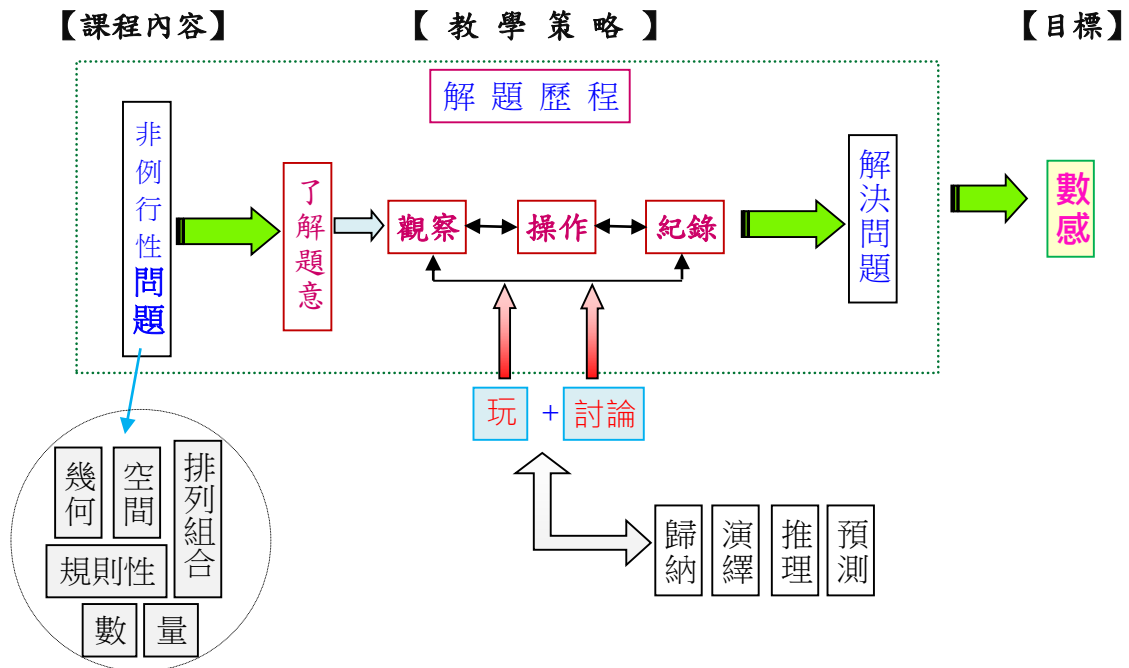 【課程內容】
【教學策略】
【目標】
解題歷程
非例行性問題
了解題意
觀察
操作
紀錄
解決問題
數感
玩
+
討論
幾何
空間
排列組合
規則性
數
量
歸納
演繹
推理
預測